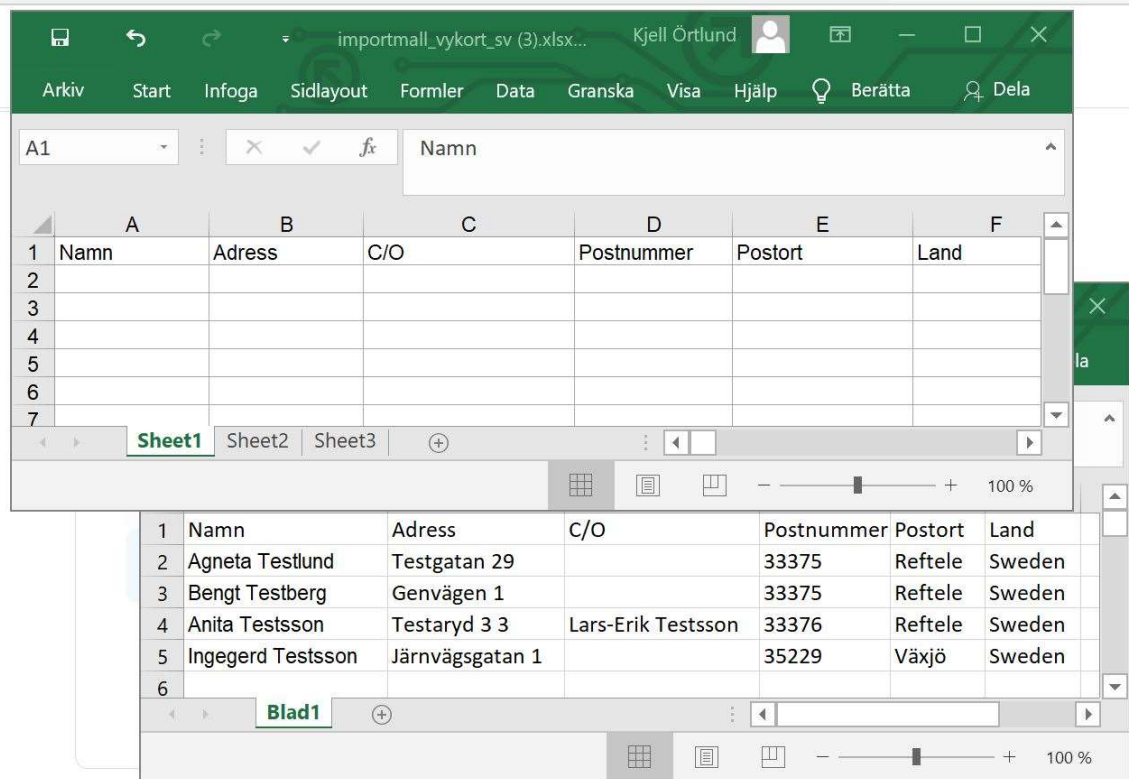 importmall_vykort_sv (3).xlsx... Kjell Örtlund
Arkiv Start Infoga Sidlayout Formler Data Granska Visa Hjälp Berätta Dela
A1 fx Namn
A B C D E F
1 Namn Adress C/O Postnummer Postort Land
2
3
4
5
6
7
la
Sheet1 Sheet2 Sheet3
100 %
1 Namn Adress C/O Postnummer Postort Land
2 Agneta Testlund Testgatan 29 33375 Reftele Sweden
3 Bengt Testberg Genvägen 1 33375 Reftele Sweden
4 Anita Testsson Testaryd 3 3 Lars-Erik Testsson 33376 Reftele Sweden
5 Ingegerd Testsson Järnvägsgatan 1 35229 Växjö Sweden
6
Blad1
100 %